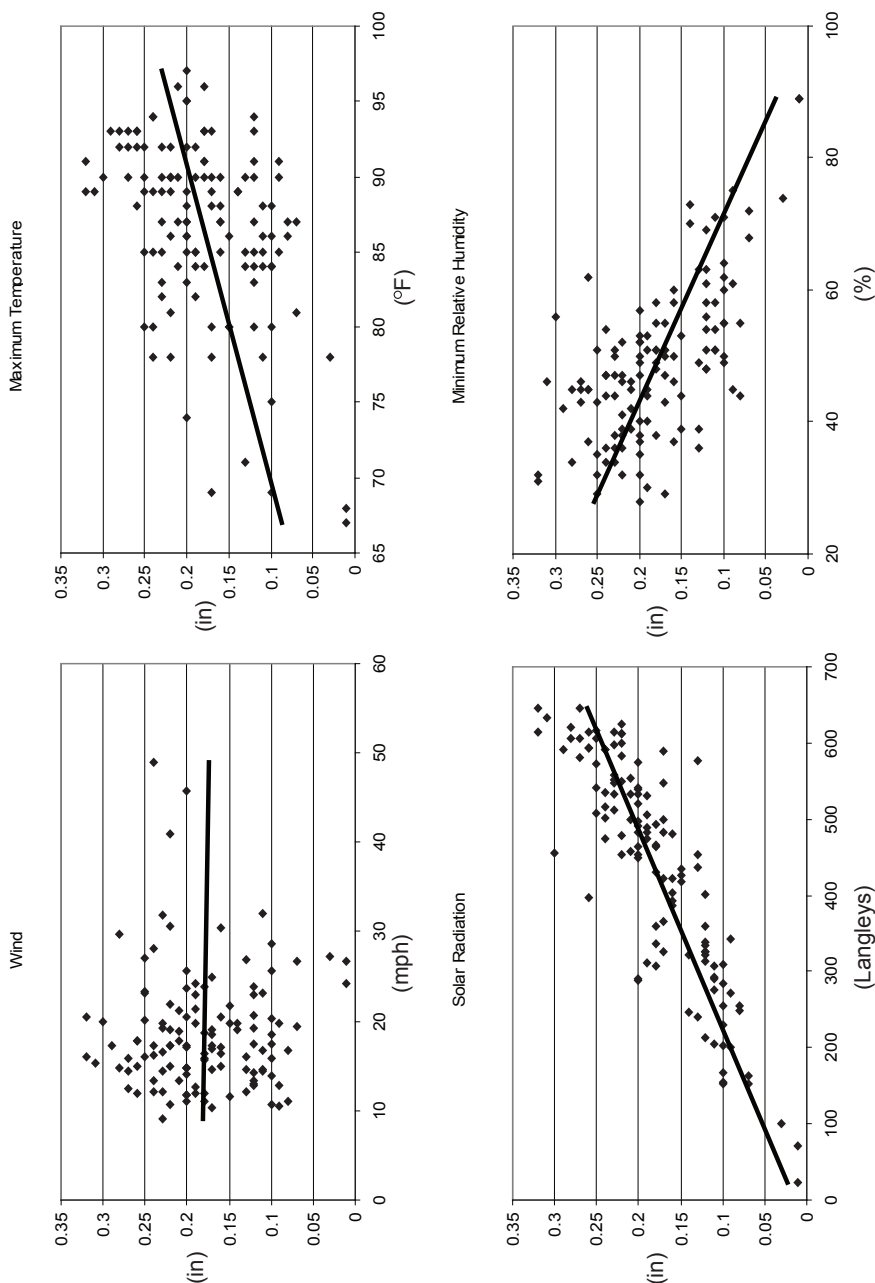 Wind
0.35
0.3
0.25
0.2
0.15
0.1
0.05
(in)
0 10 20 30 40 50 60
(mph)
Maximum Temperature
0.35
0.3
0.25
0.2
0.15
0.1
0.05
(in)
65 70 75 80 85 90 95 100
(°F)
Solar Radiation
0.35
0.3
0.25
0.2
0.15
0.1
0.05
(in)
0 100 200 300 400 500 600 700
(Langleys)
Minimum Relative Humidity
0.35
0.3
0.25
0.2
0.15
0.1
0.05
(in)
20 40 60 80 100
(%)